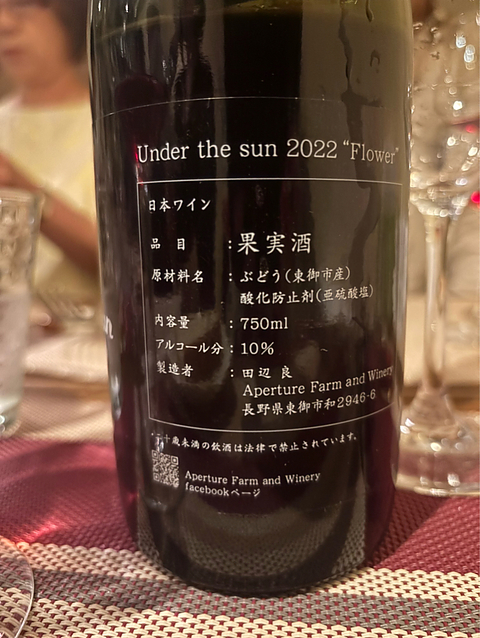 Under the sun 2022 “Flower”
日本ワイン
品目 : 果実酒
原材料名 : ぶどう(東御市産)
酸化防止剤(亜硫酸塩)
内容量 : 750ml
アルコール分 : 10%
製造者 : 田辺 良
Aperture Farm and Winery
長野県東御市和2946-6
十歳未満の飲酒は法律で禁止されています。
Aperture Farm and Winery
facebookページ